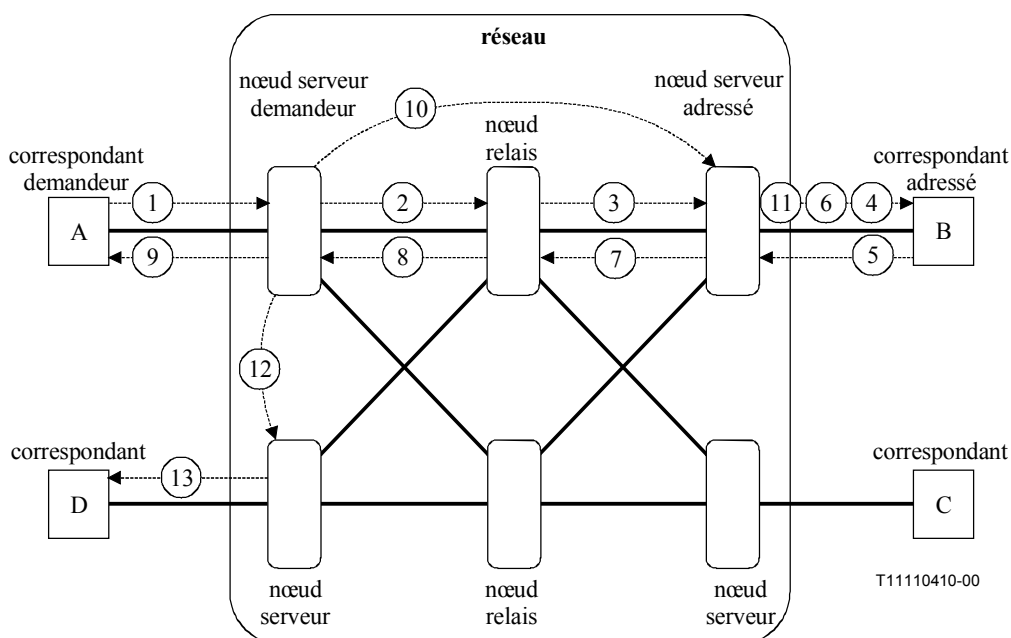 réseau
nœud serveur
demandeur
nœud serveur
adressé
10
nœud
relais
correspondant
demandeur
correspondant
adressé
1
2
3
11
6
4
A
B
9
8
7
5
12
correspondant
correspondant
13
D
C
nœud
serveur
nœud
relais
nœud
serveur
T11110410-00